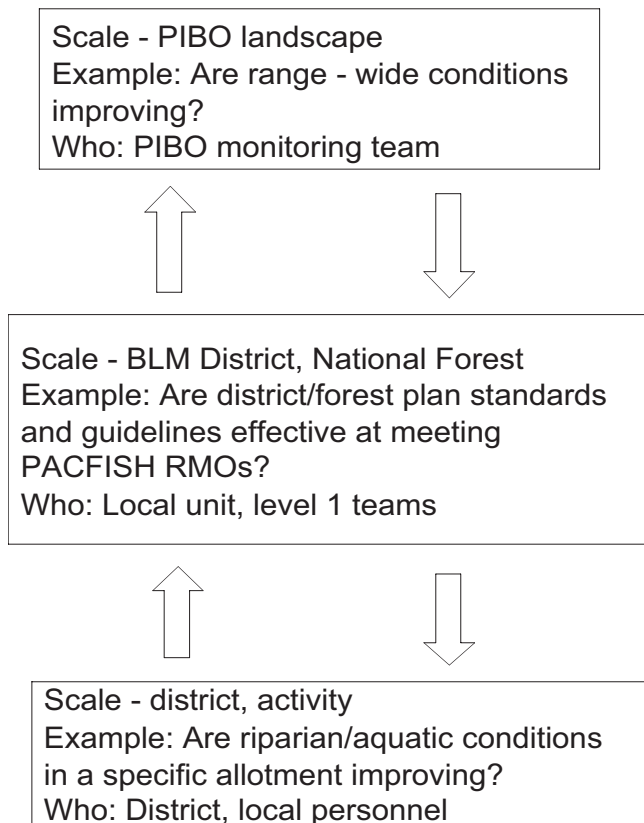 Scale - PIBO landscape
Example: Are range - wide conditions
improving?
Who: PIBO monitoring team
Scale - BLM District, National Forest
Example: Are district/forest plan standards
and guidelines effective at meeting
PACFISH RMOs?
Who: Local unit, level 1 teams
Scale - district, activity
Example: Are riparian/aquatic conditions
in a specific allotment improving?
Who: District, local personnel